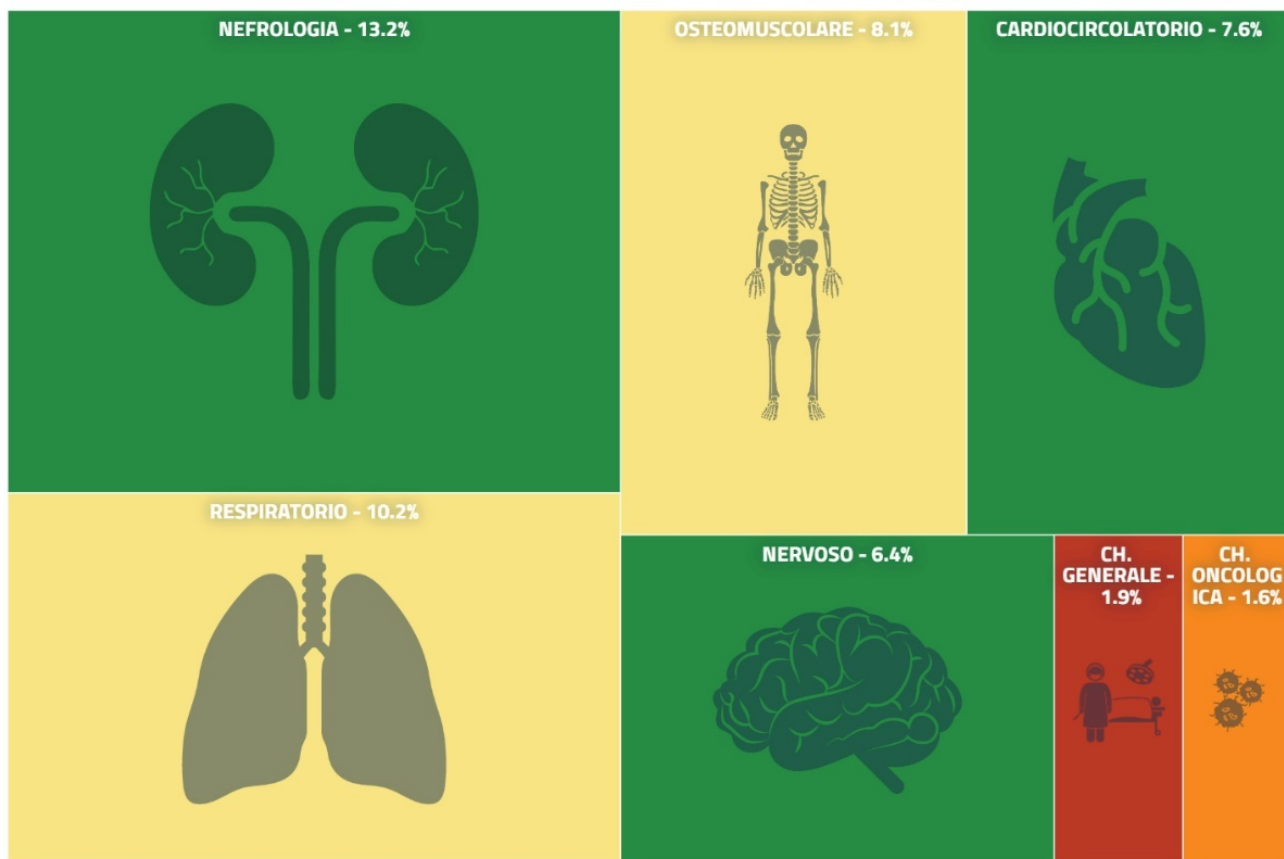 NEFROLOGIA - 13.2%
OSTEOMUSCOLARE - 8.1%
CARDIOCIRCOLATORIO - 7.6%
RESPIRATORIO - 10.2%
NERVOSO - 6.4%
CH.
GENERALE -
1.9%
CH.
ONCOLOG
ICA - 1.6%